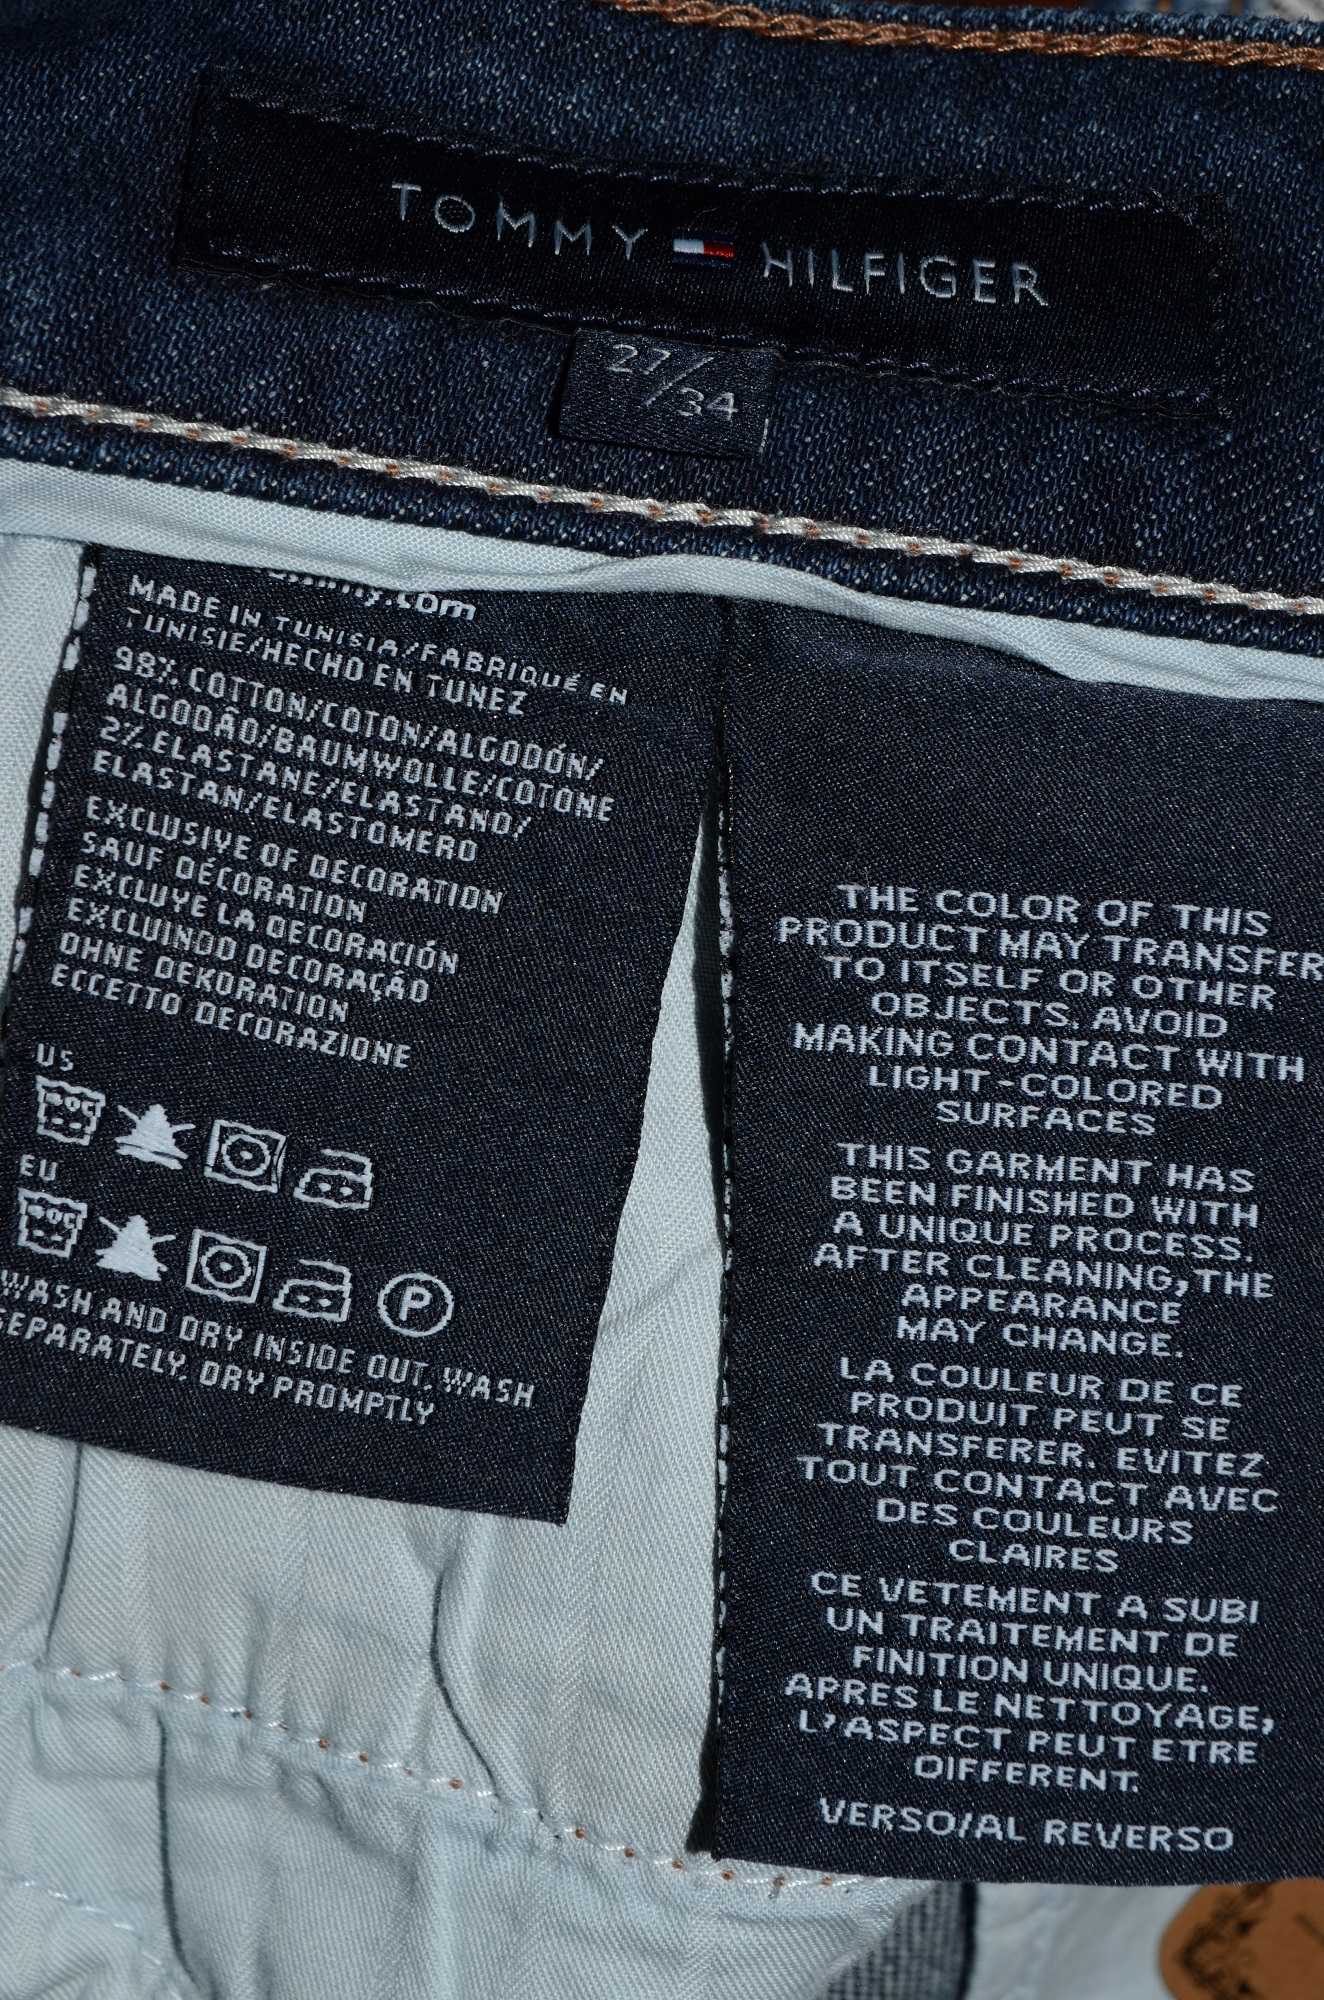 TOMMY HILFIGER
27/34
MADE IN TUNISIA/FABRIQUÉ EN
TUNISIE/HECHO EN TUNEZ
98% COTTON/COTON/ALGODÓN/
ALGODÃO/BAUMWOLLE/COTONE
2% ELASTANE/ELASTANO/
ELASTAN/ELASTOMERO
EXCLUSIVE OF DECORATION
SAUF DÉCORATION
EXCLUYE LA DECORACIÓN
EXCLUINDO DECORAÇÃO
OHNE DEKORATION
ECCETTO DECORAZIONE
US
EU
P
WASH AND DRY INSIDE OUT. WASH
SEPARATELY. DRY PROMPTLY
THE COLOR OF THIS
PRODUCT MAY TRANSFER
TO ITSELF OR OTHER
OBJECTS. AVOID
MAKING CONTACT WITH
LIGHT-COLORED
SURFACES
THIS GARMENT HAS
BEEN FINISHED WITH
A UNIQUE PROCESS.
AFTER CLEANING, THE
APPEARANCE
MAY CHANGE.
LA COULEUR DE CE
PRODUIT PEUT SE
TRANSFERER. EVITEZ
TOUT CONTACT AVEC
DES COULEURS
CLAIRES
CE VETEMENT A SUBI
UN TRAITEMENT DE
FINITION UNIQUE.
APRES LE NETTOYAGE,
L'ASPECT PEUT ETRE
DIFFERENT.
VERSO/AL REVERSO